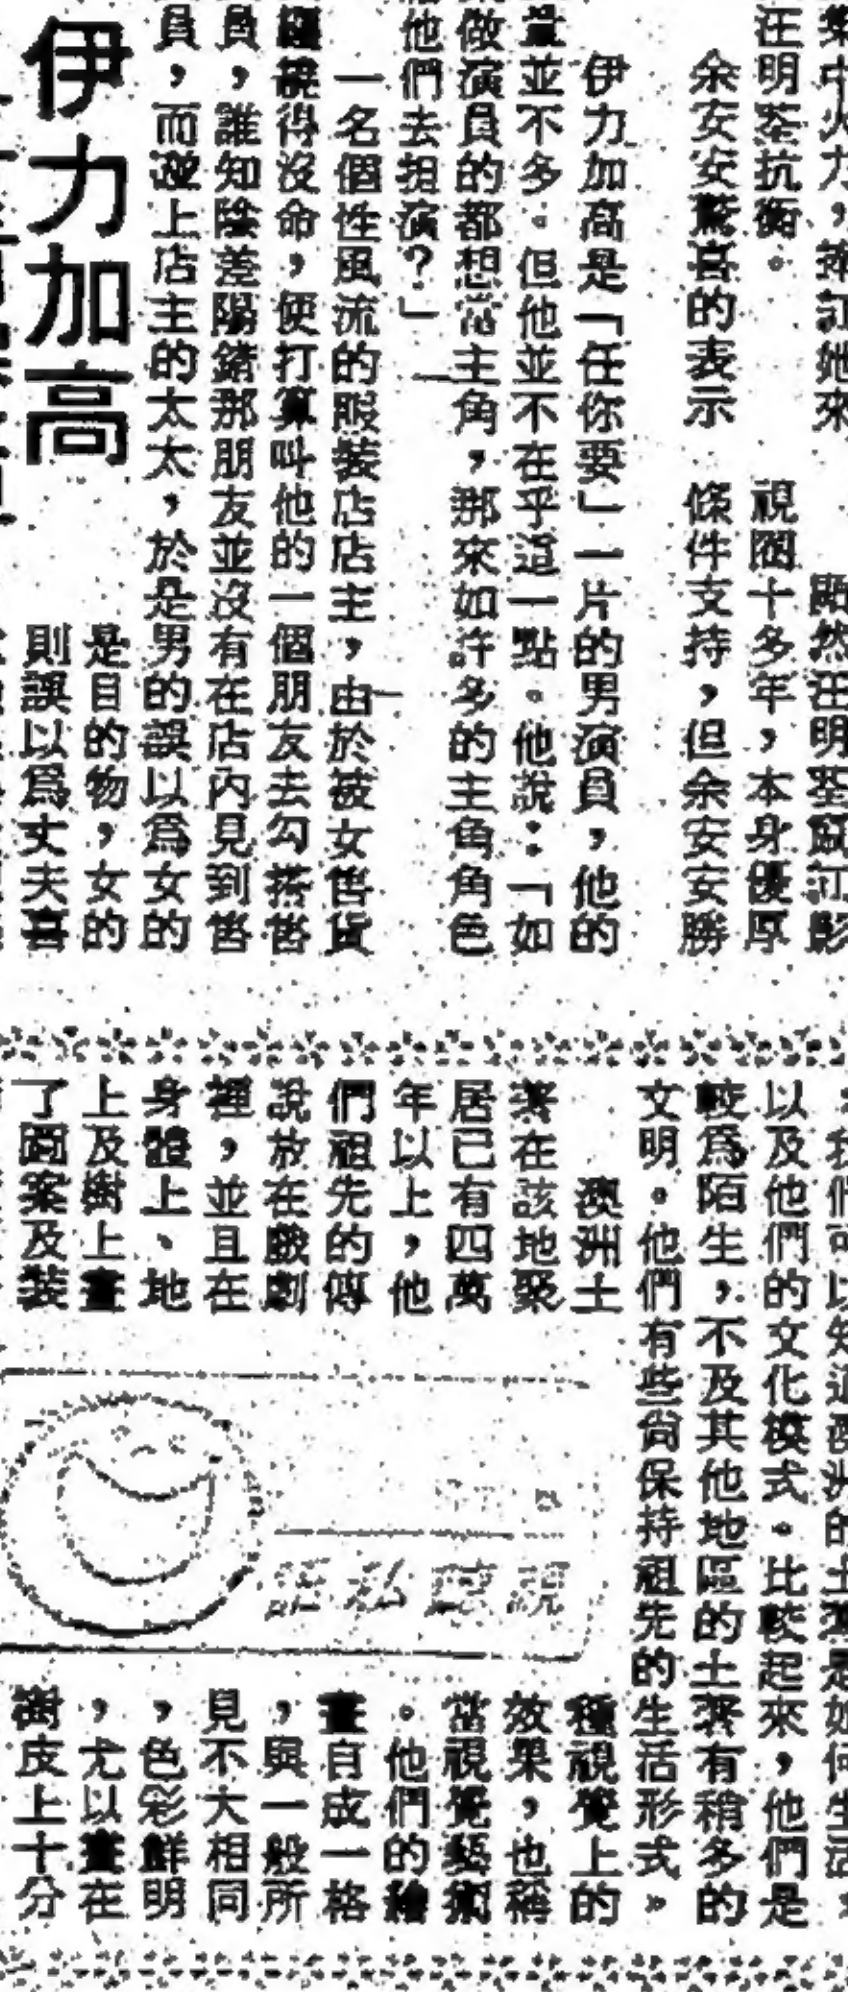 汪明荃抗衡。
余安安驚喜的表示
顯然汪明荃
視圈十多年，本身優厚
條件支持，但余安安勝
伊力加高是「任你要」一片的男演員，他的
並不多。但他並不在乎這一點。他說：「如
做演員的都想當主角，那來如許多的主角角色
他們去担演？」
一名個性風流的服裝店店主，由於被女售貨
得沒命，便打算叫他的一個朋友去勾搭售
員，誰知陰差陽錯那朋友並沒有在店內見到售
員，而碰上店主的太太，於是男的誤以為女的
是目的物，女的
則誤以為丈夫喜
伊力加高
以及他們的文化模式。比較起來，他們是
較為陌生，不及其他地區的土著有稍多的
文明。他們有些尚保持祖先的生活形式。
澳洲土
著在該地聚
居已有四萬
年以上，他
們祖先的傳
說放在戲劇
裡，並且在
身體上、地
上及樹上畫
了圖案及裝
種視覺上的
效果，也稱
當視覺藝術
。他們的繪
畫自成一格
，與一般所
見不大相同
，色彩鮮明
，尤以畫在
樹皮上十分